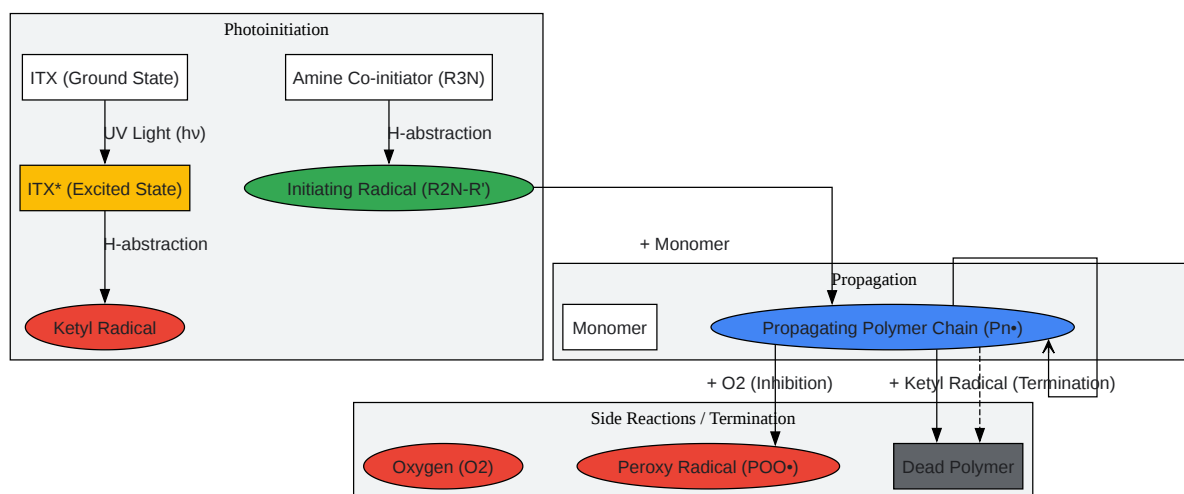 Photoinitiation
ITX (Ground State)
Amine Co-initiator (R3N)
UV Light (hν)
H-abstraction
ITX* (Excited State)
Initiating Radical (R2N-R')
H-abstraction
+ Monomer
Propagation
Ketyl Radical
Monomer
Propagating Polymer Chain (Pn•)
+ O2 (Inhibition)
+ Ketyl Radical (Termination)
Side Reactions / Termination
Oxygen (O2)
Peroxy Radical (POO•)
Dead Polymer